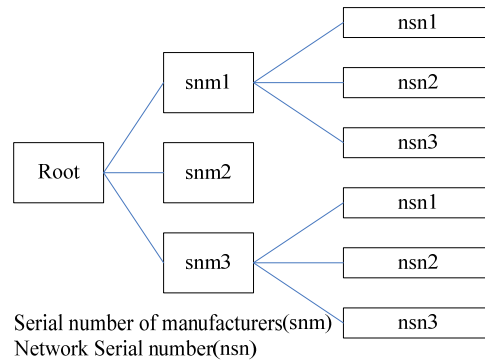 nsn1
snm1
nsn2
nsn3
Root
snm2
nsn1
snm3
nsn2
nsn3
Serial number of manufacturers(snm)
Network Serial number(nsn)